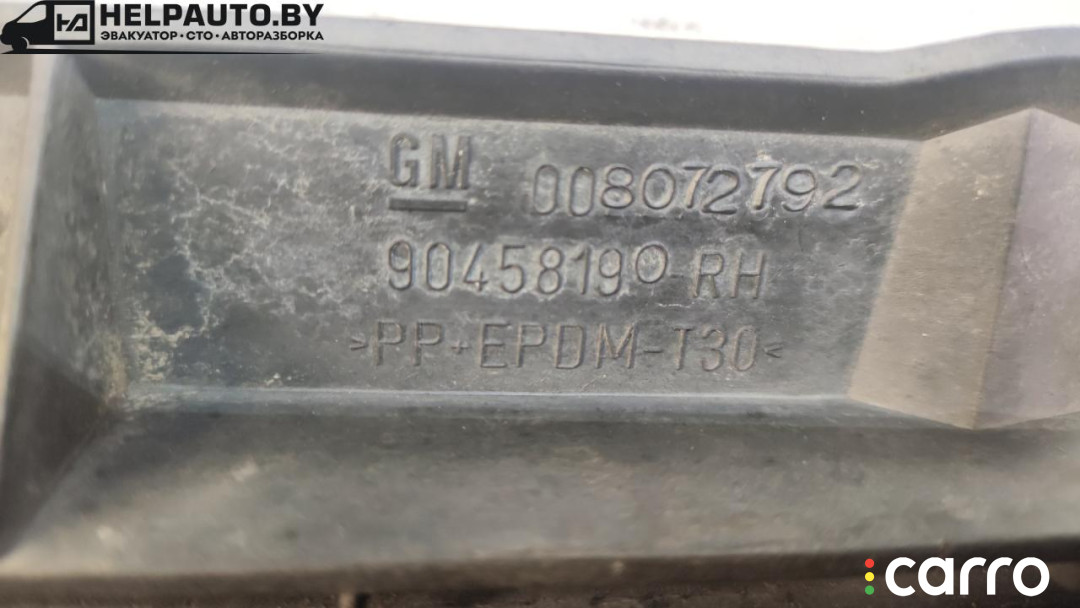 HELPAUTO.BY
ЭВАКУАТОР • СТО • АВТОРАЗБОРКА
GM 008072792
90458190 RH
>PP+EPDM-T30<
carro